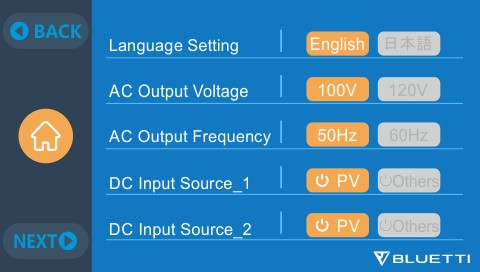 BACK
Language Setting English 日本語
AC Output Voltage 100V 120V
AC Output Frequency 50Hz 60Hz
DC Input Source_1 PV Others
DC Input Source_2 PV Others
NEXT
BLUETTI